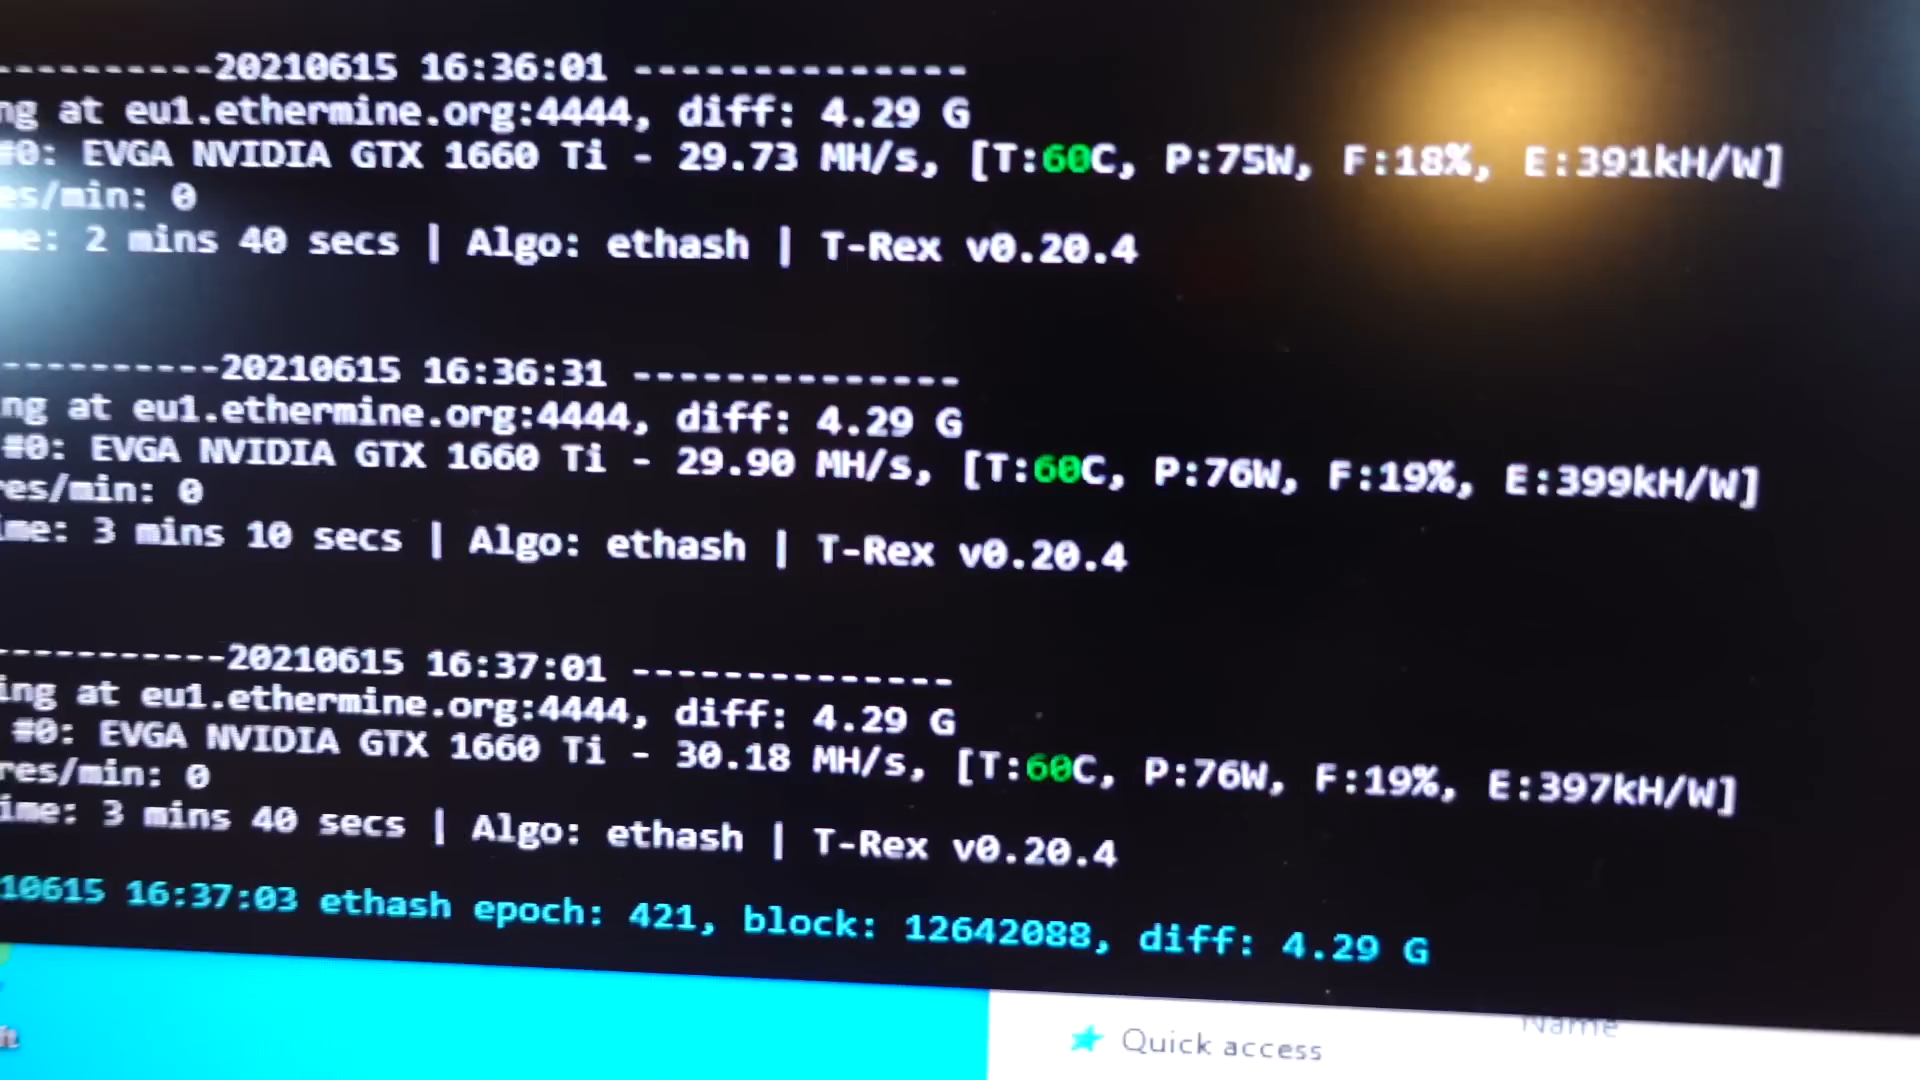 ----------20210615 16:36:01 --------------
ng at eu1.ethermine.org:4444, diff: 4.29 G
#0: EVGA NVIDIA GTX 1660 Ti - 29.73 MH/s, [T:60C, P:75W, F:18%, E:391kH/W]
es/min: 0
me: 2 mins 40 secs | Algo: ethash | T-Rex v0.20.4
----------20210615 16:36:31 --------------
ng at eu1.ethermine.org:4444, diff: 4.29 G
#0: EVGA NVIDIA GTX 1660 Ti - 29.90 MH/s, [T:60C, P:76W, F:19%, E:399kH/W]
res/min: 0
ime: 3 mins 10 secs | Algo: ethash | T-Rex v0.20.4
-----------20210615 16:37:01 --------------
ing at eu1.ethermine.org:4444, diff: 4.29 G
#0: EVGA NVIDIA GTX 1660 Ti - 30.18 MH/s, [T:60C, P:76W, F:19%, E:397kH/W]
res/min: 0
ime: 3 mins 40 secs | Algo: ethash | T-Rex v0.20.4
10615 16:37:03 ethash epoch: 421, block: 12642088, diff: 4.29 G
Name
Quick access